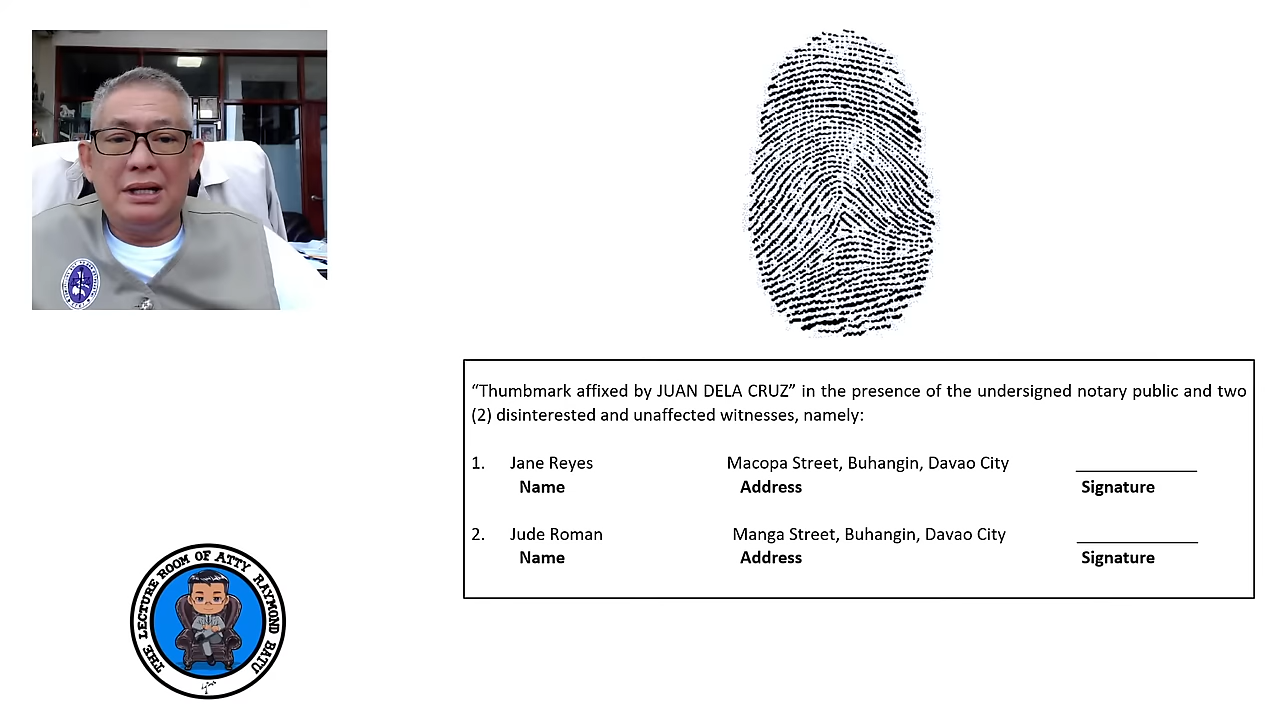 “Thumbmark affixed by JUAN DELA CRUZ” in the presence of the undersigned notary public and two
(2) disinterested and unaffected witnesses, namely:
1. Jane Reyes Macopa Street, Buhangin, Davao City ____________
Name Address Signature
2. Jude Roman Manga Street, Buhangin, Davao City ____________
Name Address Signature
THE LECTURE ROOM OF ATTY RAYMOND BATU